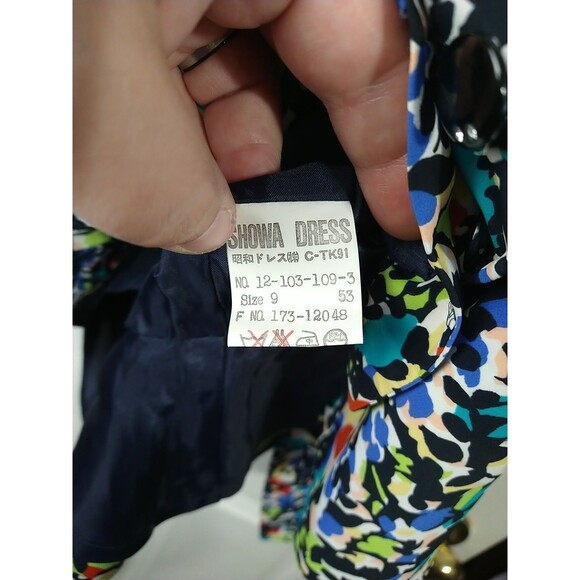 SHOWA DRESS
昭和ドレス㈱ C-TK91
NO. 12-103-109-3
Size 9 53
F NO. 173-12048